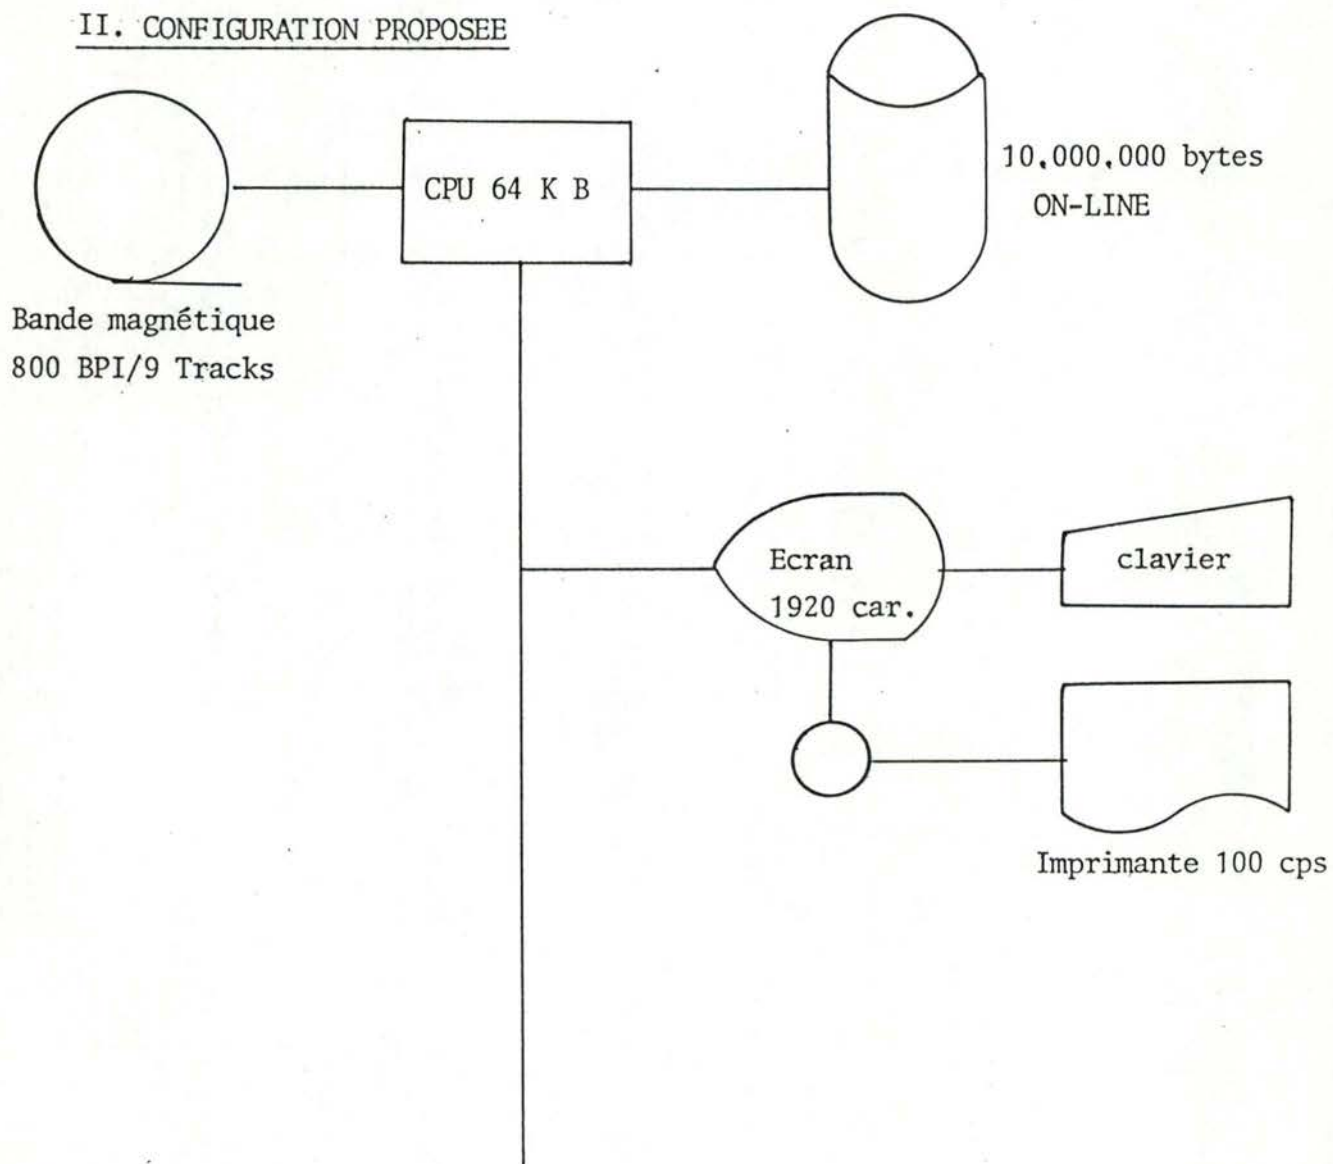 II. CONFIGURATION PROPOSEE
10.000.000 bytes
ON-LINE
CPU 64 K B
Bande magnétique
800 BPI/9 Tracks
Ecran
1920 car.
clavier
Imprimante 100 cps